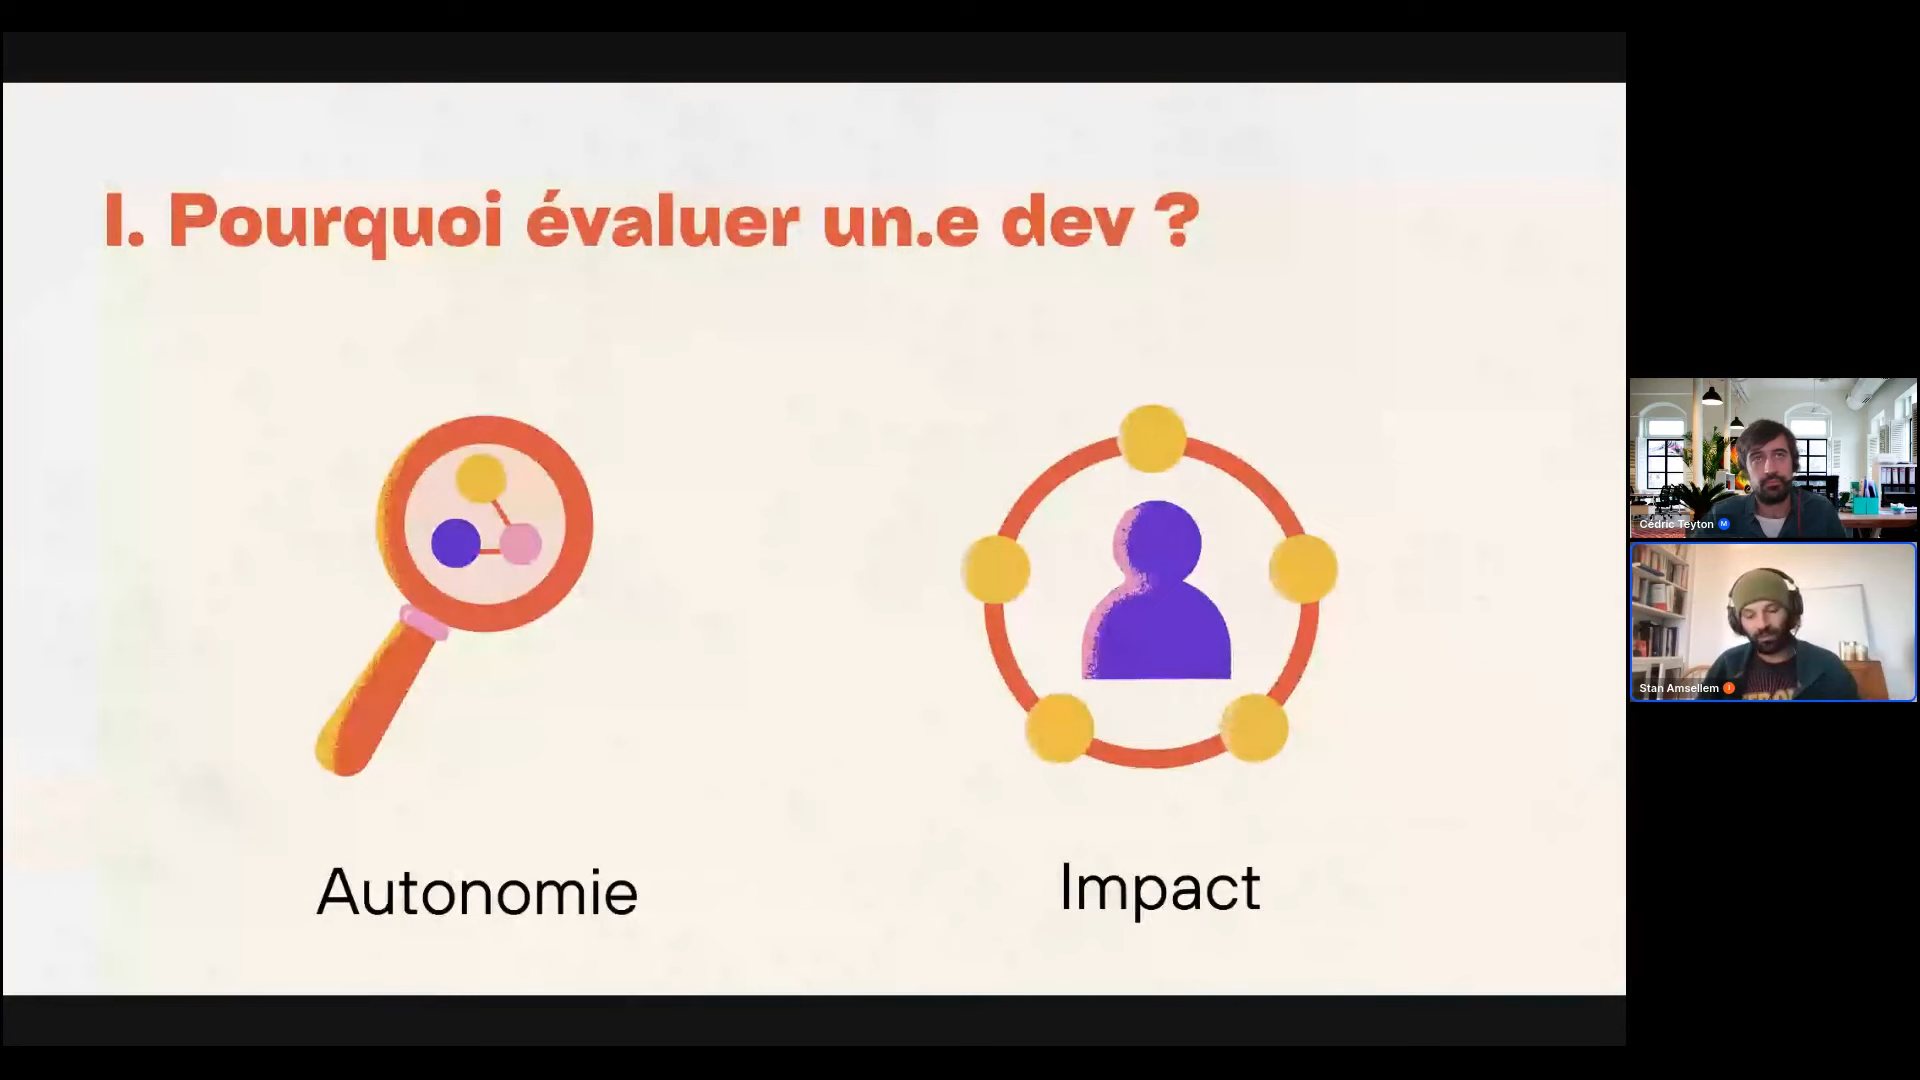 I. Pourquoi évaluer un.e dev ?
Autonomie
Impact
Cédric Teyton M
Stan Amsellem